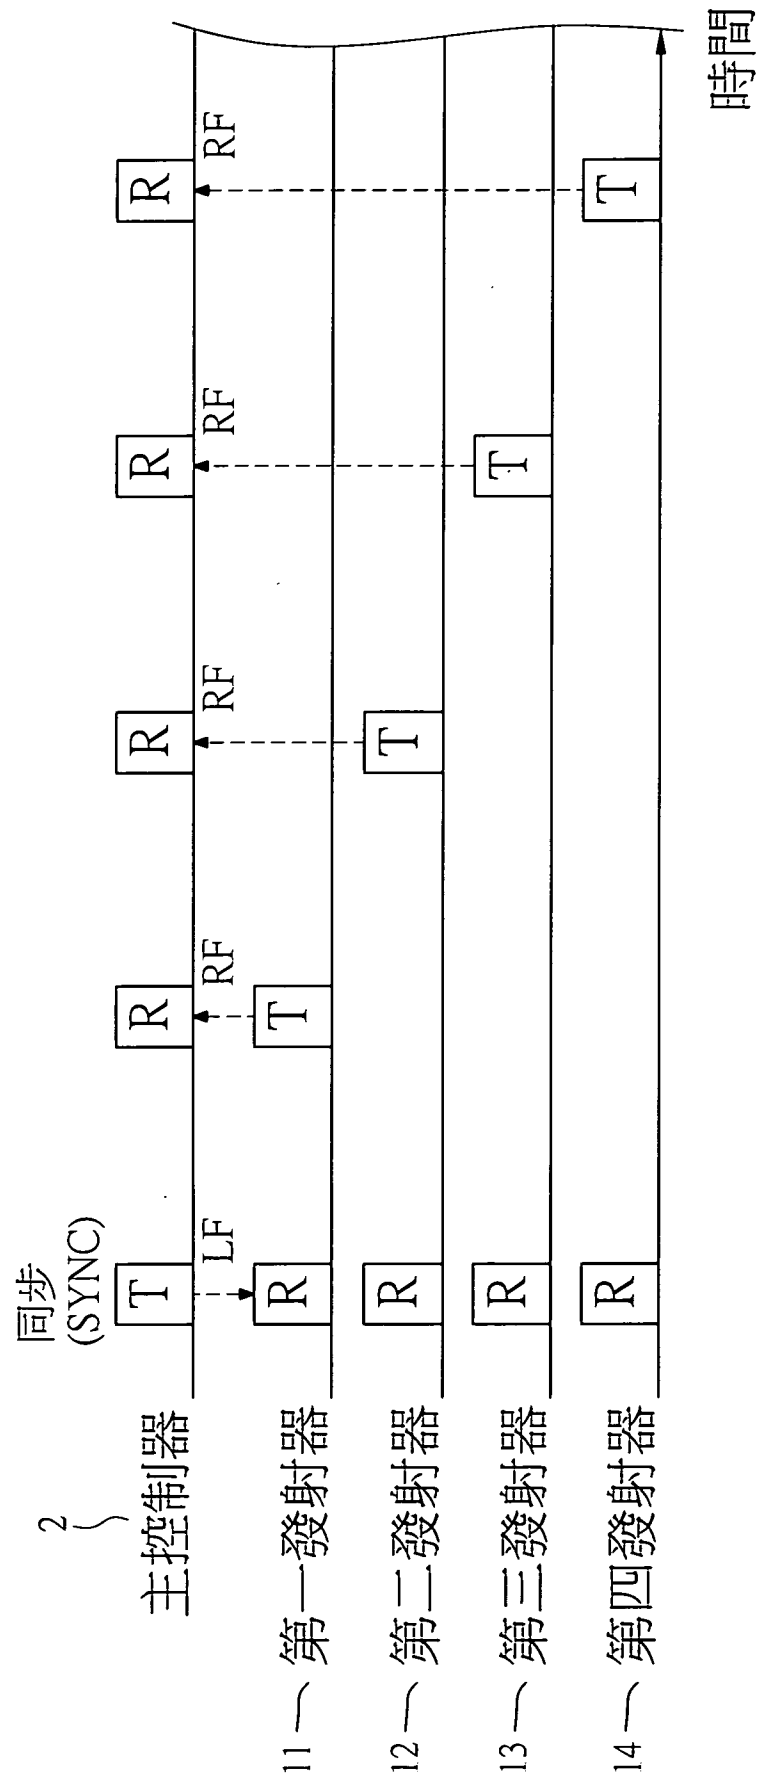 同步
(SYNC)
2
主控制器
T
R
R
R
R
LF
RF
RF
RF
RF
11
第一發射器
R
T
12
第二發射器
R
T
13
第三發射器
R
T
14
第四發射器
R
T
時間